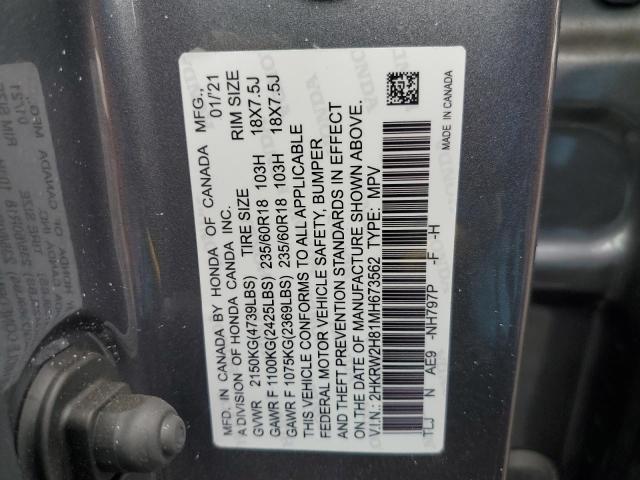 MFD. IN CANADA BY HONDA OF CANADA MFG.,
A DIVISION OF HONDA CANDA INC. 01/'21
TIRE SIZE RIM SIZE
GVWR 2150KG(4739LBS)
GAWR F 1100KG(2425LBS) 235/60R18 103H 18X7.5J
GAWR F 1075KG(2369LBS) 235/60R18 103H 18X7.5J
THIS VEHICLE CONFORMS TO ALL APPLICABLE
FEDERAL MOTOR VEHICLE SAFETY, BUMPER
AND THEFT PREVENTION STANDARDS IN EFFECT
ON THE DATE OF MANUFACTURE SHOWN ABOVE.
V.I.N.: 2HKRW2H81MH673562 TYPE: MPV
TLJ N AE9 -NH797P -F -H
MADE IN CANADA